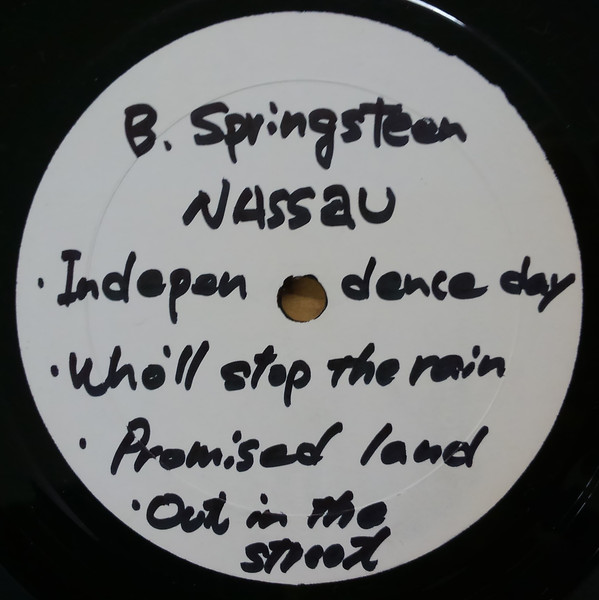 B. Springsteen
NASSAU
· Indepen dence day
· Who'll stop the rain
· Promised land
· Out in the
street